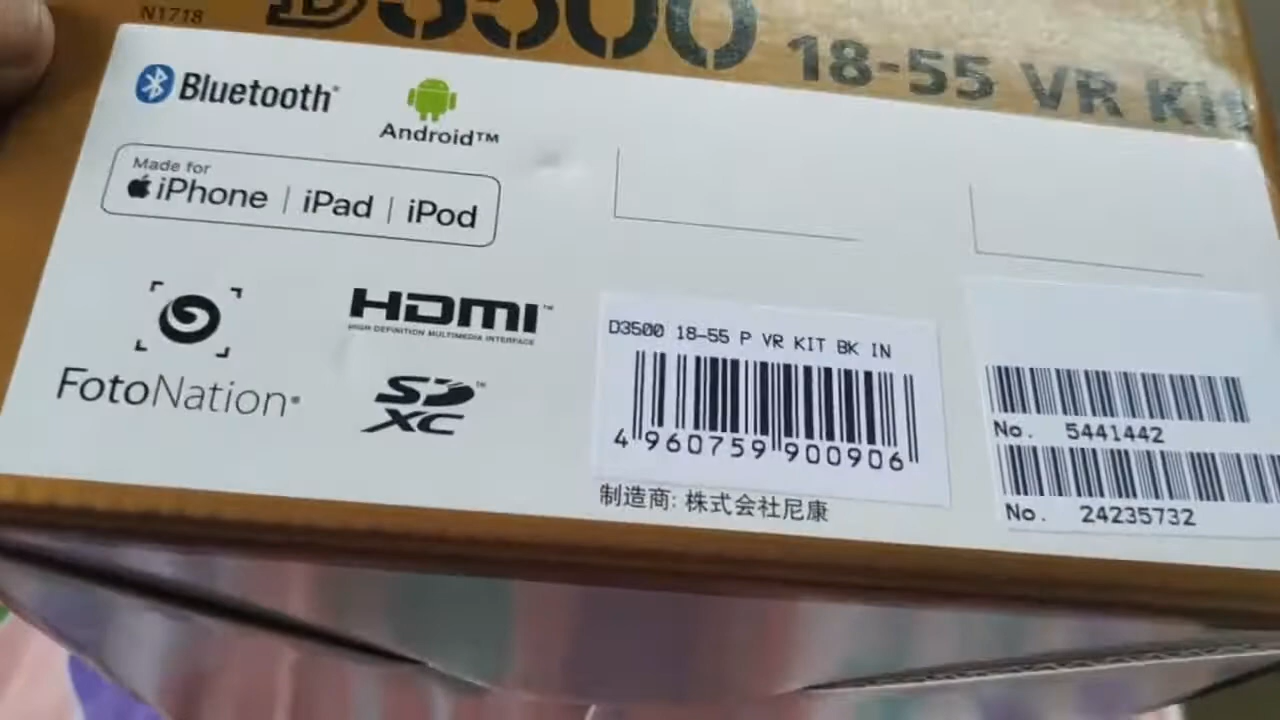 N1718
D3500 18-55 VR Kit
Bluetooth®
Android™
Made for
iPhone | iPad | iPod
FotoNation®
HDMI™
HIGH-DEFINITION MULTIMEDIA INTERFACE
SD™
XC
D3500 18-55 P VR KIT BK IN
4 960759 900906
制造商: 株式会社尼康
No. 5441442
No. 24235732